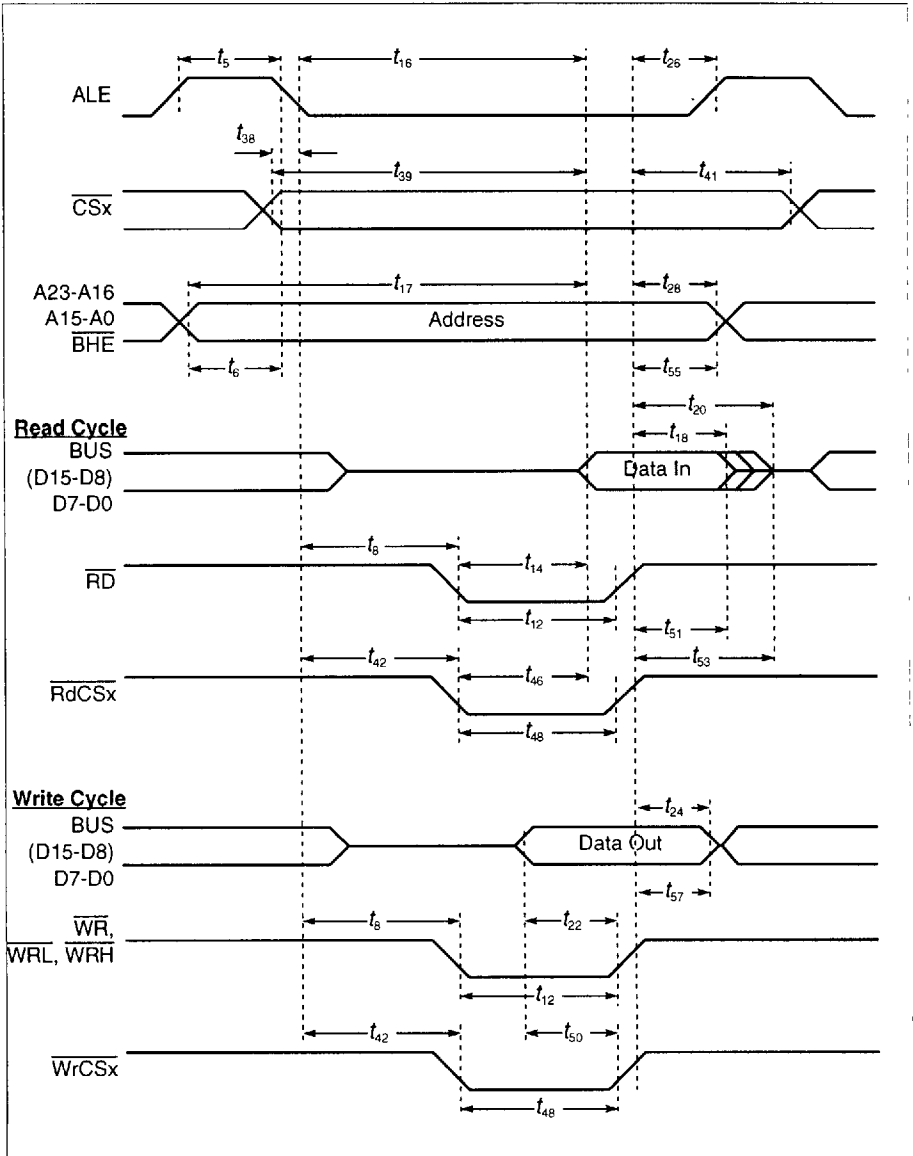 t5 t16 t26
ALE
t38
t39 t41
CSx
A23-A16
t17 t28
A15-A0 Address
BHE
t6 t55
t20
Read Cycle t18
BUS
(D15-D8) Data In
D7-D0
t8 t14
RD
t12 t51
t42 t46 t53
RdCSx
t48
Write Cycle
t24
BUS
(D15-D8) Data Out
D7-D0
t57
t8 t22
WR,
WRL, WRH
t12
t42 t50
WrCSx
t48